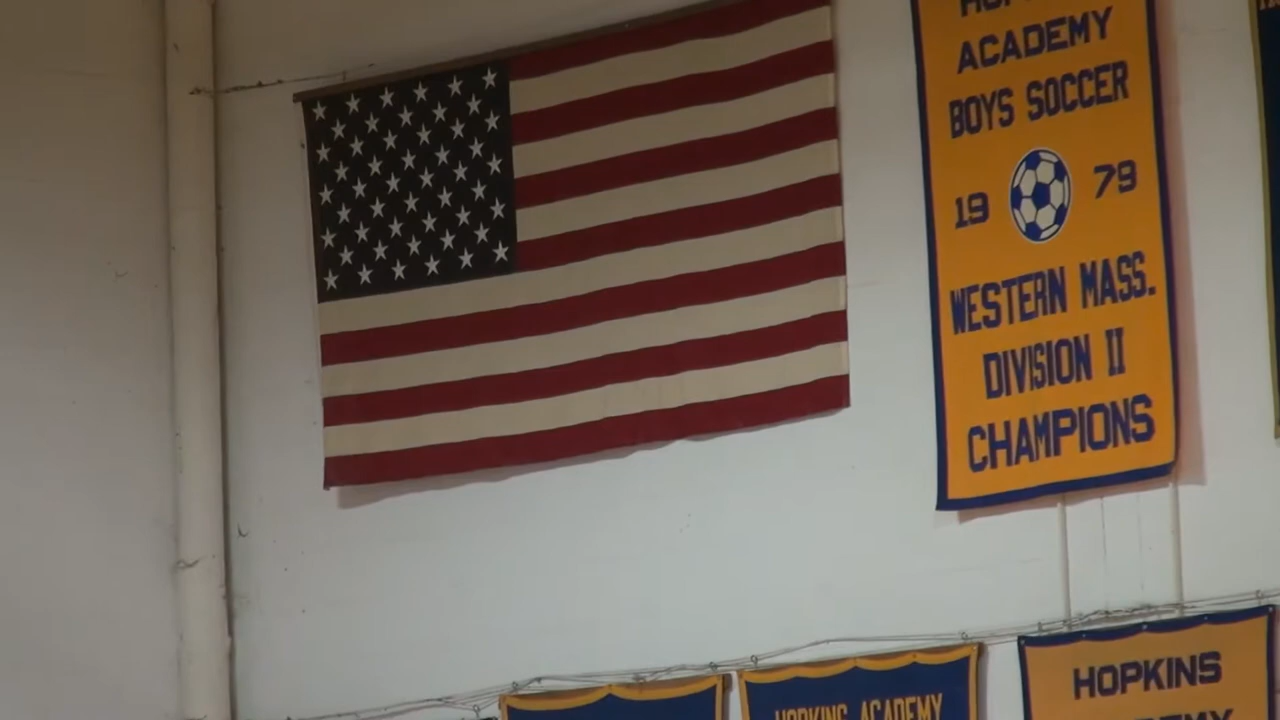 ACADEMY
BOYS SOCCER
19 79
WESTERN MASS.
DIVISION II
CHAMPIONS
HOPKINS ACADEMY
HOPKINS